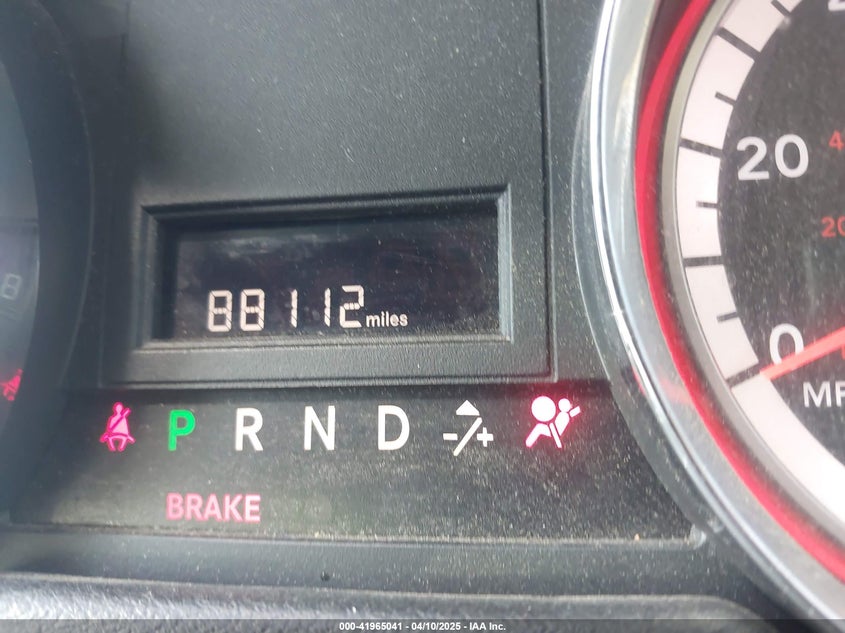 20
88112 miles
0
P R N D -/+
BRAKE
000-41965041 - 04/10/2025 - IAA Inc.